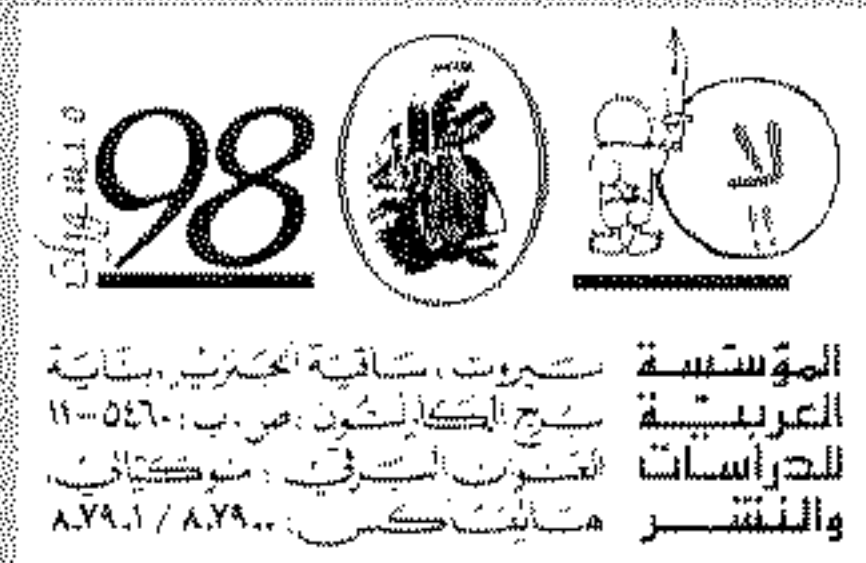 منشورات
98
المؤسسة بيروت، ساقية الجنزير، بناية
العربية برج الكارلتون، ص.ب: ٥٤٦٠-١١
للدراسات العنوان البرقي: موكيالي
والنشر هاتفاكس: ٨٠٧٩٠٠ / ٨٠٧٩٠١